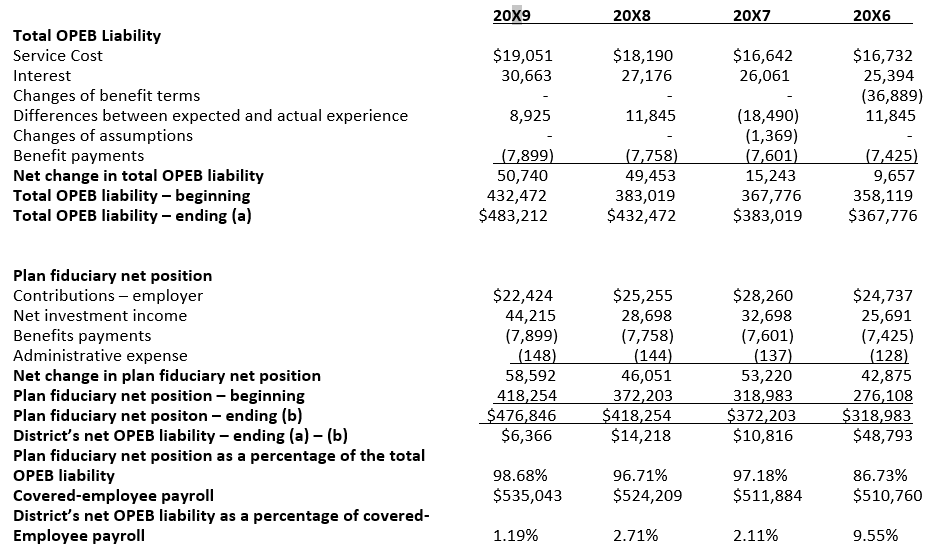 20X9 20X8 20X7 20X6
Total OPEB Liability
Service Cost $19,051 $18,190 $16,642 $16,732
Interest 30,663 27,176 26,061 25,394
Changes of benefit terms - - - (36,889)
Differences between expected and actual experience 8,925 11,845 (18,490) 11,845
Changes of assumptions - - (1,369) -
Benefit payments (7,899) (7,758) (7,601) (7,425)
Net change in total OPEB liability 50,740 49,453 15,243 9,657
Total OPEB liability – beginning 432,472 383,019 367,776 358,119
Total OPEB liability – ending (a) $483,212 $432,472 $383,019 $367,776
Plan fiduciary net position
Contributions – employer $22,424 $25,255 $28,260 $24,737
Net investment income 44,215 28,698 32,698 25,691
Benefits payments (7,899) (7,758) (7,601) (7,425)
Administrative expense (148) (144) (137) (128)
Net change in plan fiduciary net position 58,592 46,051 53,220 42,875
Plan fiduciary net position – beginning 418,254 372,203 318,983 276,108
Plan fiduciary net positon – ending (b) $476,846 $418,254 $372,203 $318,983
District’s net OPEB liability – ending (a) – (b) $6,366 $14,218 $10,816 $48,793
Plan fiduciary net position as a percentage of the total
OPEB liability 98.68% 96.71% 97.18% 86.73%
Covered-employee payroll $535,043 $524,209 $511,884 $510,760
District’s net OPEB liability as a percentage of covered-
Employee payroll 1.19% 2.71% 2.11% 9.55%